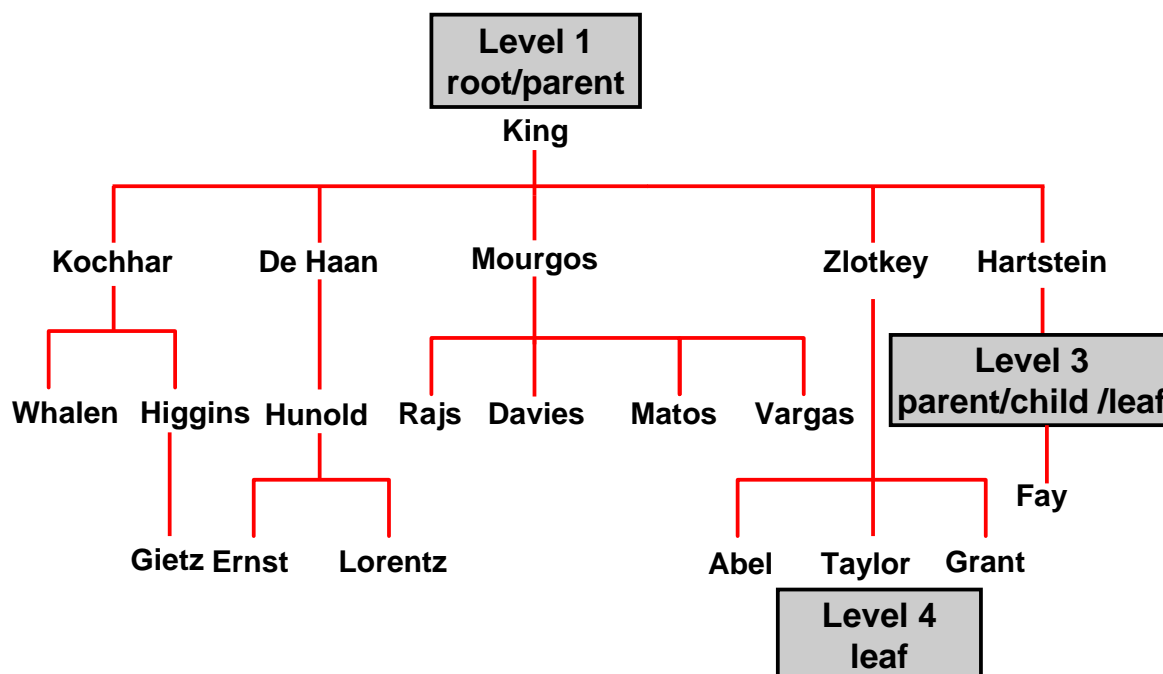 Level 1
root/parent
King
Kochhar De Haan Mourgos Zlotkey Hartstein
Level 3
parent/child /leaf
Whalen Higgins Hunold Rajs Davies Matos Vargas
Fay
Gietz Ernst Lorentz Abel Taylor Grant
Level 4
leaf